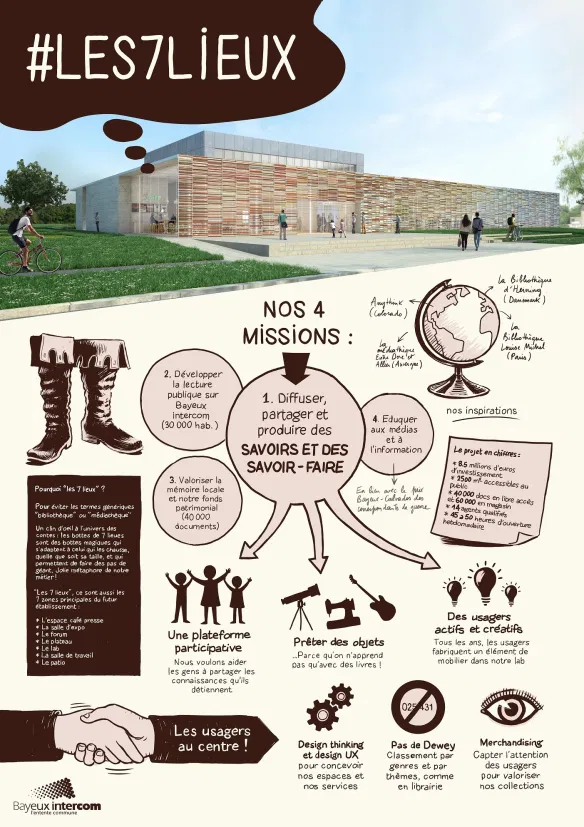 #LES7LIEUX
NOS 4
MISSIONS :
Anythink
(Colorado)
La Bibliothèque
d'Herning
(Danemark)
La
médiathèque
Entre Dore et
Allier (Auvergne)
La
Bibliothèque
Louise Michel
(Paris)
nos inspirations
2. Développer
la lecture
publique sur
Bayeux
Intercom
(30 000 hab.)
1. Diffuser,
partager et
produire des
SAVOIRS ET DES
SAVOIR-FAIRE
4. Eduquer
aux médias
et à
l'information
3. Valoriser la
mémoire locale
et notre fonds
patrimonial
(40 000
documents)
En lien avec le prix
Bayeux-Calvados des
correspondants de guerre.
Le projet en chiffres :
* 8.5 millions d'euros
d'investissement
* 2500 m² accessibles au
public
* 40 000 docs en libre accès
et 60 000 en magasin
* 14 agents qualifiés
* 45 à 50 heures d'ouverture
hebdomadaire
Pourquoi "les 7 lieux" ?
Pour éviter les termes génériques
"bibliothèque" ou "médiathèque"
Un clin d'œil à l'univers des
contes : les bottes de 7 lieues
sont des bottes magiques qui
s'adaptent à celui qui les chausse,
quelle que soit sa taille, et qui
permettent de faire des pas de
géant. Jolie métaphore de notre
métier !
"Les 7 lieux", ce sont aussi les
7 zones principales du futur
établissement :
* L'espace café presse
* La salle d'expo
* Le forum
* Le plateau
* Le lab
* La salle de travail
* Le patio
Une plateforme
participative
Nous voulons aider
les gens à partager les
connaissances qu'ils
détiennent.
Prêter des objets
...Parce qu'on n'apprend
pas qu'avec des livres !
Des usagers
actifs et créatifs
Tous les ans, les usagers
fabriquent un élément de
mobilier dans notre lab
Les usagers
au centre !
Design thinking
et design UX
pour concevoir
nos espaces et
nos services
025.431
Pas de Dewey
Classement par
genres et par
thèmes, comme
en librairie
Merchandising
Capter l'attention
des usagers
pour valoriser
nos collections
Bayeux intercom
l'entente commune